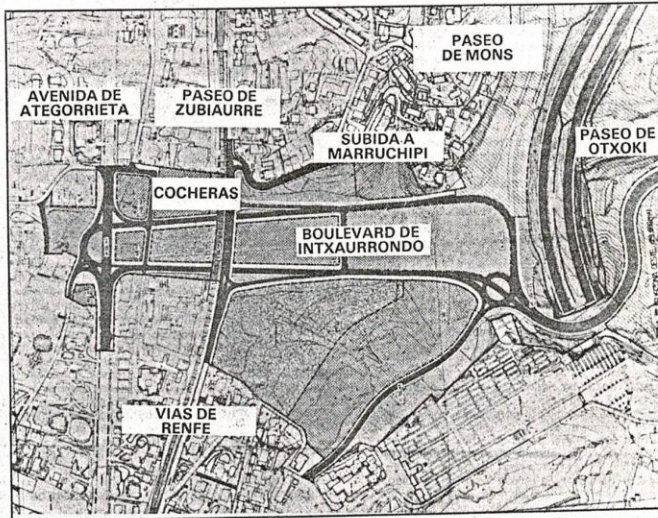 PASEO
DE MONS
AVENIDA DE
ATEGORRIETA
PASEO DE
ZUBIAURRE
SUBIDA A
MARRUCHIPI
PASEO DE
OTXOKI
COCHERAS
BOULEVARD DE
INTXAURRONDO
VIAS DE
RENFE